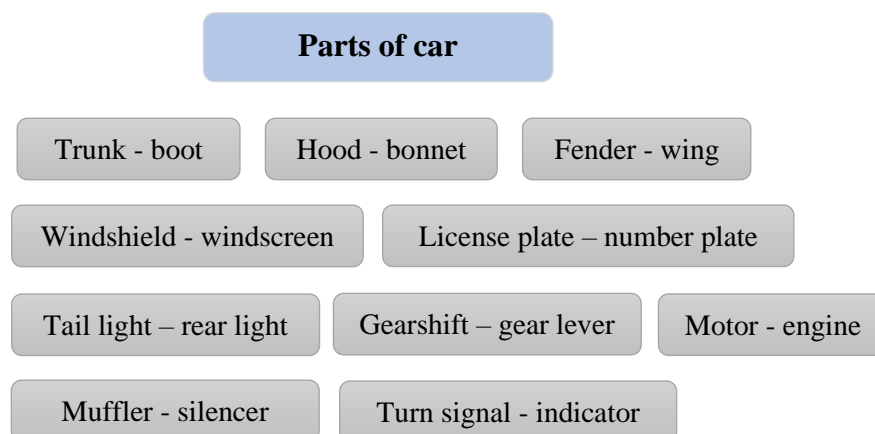 Parts of car
Trunk - boot
Hood - bonnet
Fender - wing
Windshield - windscreen
License plate – number plate
Tail light – rear light
Gearshift – gear lever
Motor - engine
Muffler - silencer
Turn signal - indicator